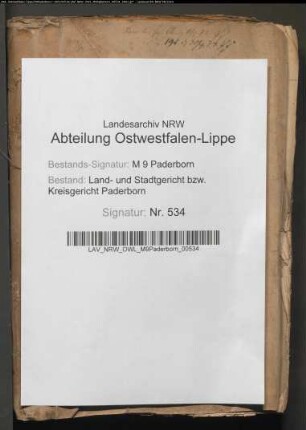 Landesarchiv NRW
Abteilung Ostwestfalen-Lippe
Bestands-Signatur: M 9 Paderborn
Bestand: Land- und Stadtgericht bzw.
Kreisgericht Paderborn
Signatur: Nr. 534
LAV_NRW_OWL_M9Paderborn_00534